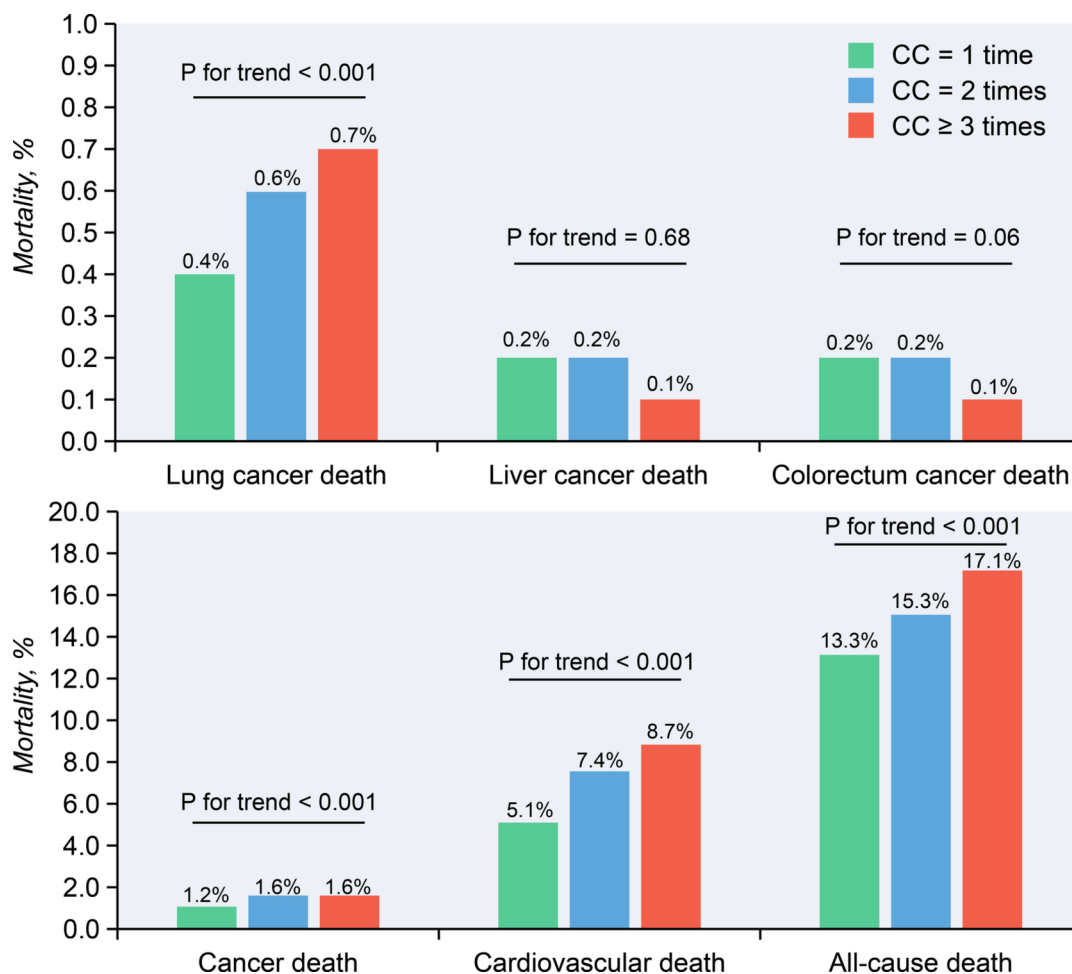 1.0
0.9
0.8
0.7
0.6
0.5
0.4
0.3
0.2
0.1
0.0
Mortality, %
P for trend < 0.001
0.4%
0.6%
0.7%
P for trend = 0.68
0.2%
0.2%
0.1%
P for trend = 0.06
0.2%
0.2%
0.1%
CC = 1 time
CC = 2 times
CC ≥ 3 times
Lung cancer death
Liver cancer death
Colorectum cancer death
20.0
18.0
16.0
14.0
12.0
10.0
8.0
6.0
4.0
2.0
0.0
Mortality, %
P for trend < 0.001
1.2%
1.6%
1.6%
P for trend < 0.001
5.1%
7.4%
8.7%
P for trend < 0.001
13.3%
15.3%
17.1%
Cancer death
Cardiovascular death
All-cause death